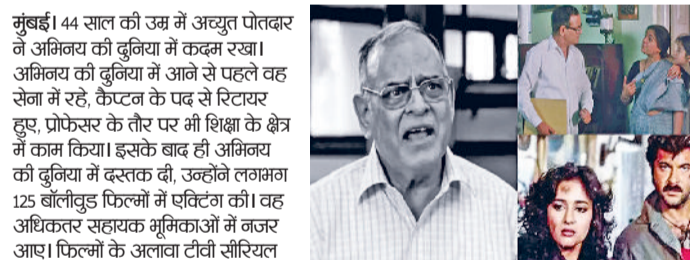 मुंबई। 44 साल की उम्र में अच्युत पोतदार
ने अभिनय की दुनिया में कदम रखा।
अभिनय की दुनिया में आने से पहले वह
सेना में रहे, कैप्टन के पद से रिटायर
हुए, प्रोफेसर के तौर पर भी शिक्षा के क्षेत्र
में काम किया। इसके बाद ही अभिनय
की दुनिया में दस्तक दी, उन्होंने लगभग
125 बॉलीवुड फिल्मों में एक्टिंग की। वह
अधिकतर सहायक भूमिकाओं में नजर
आए। फिल्मों के अलावा टीवी सीरियल